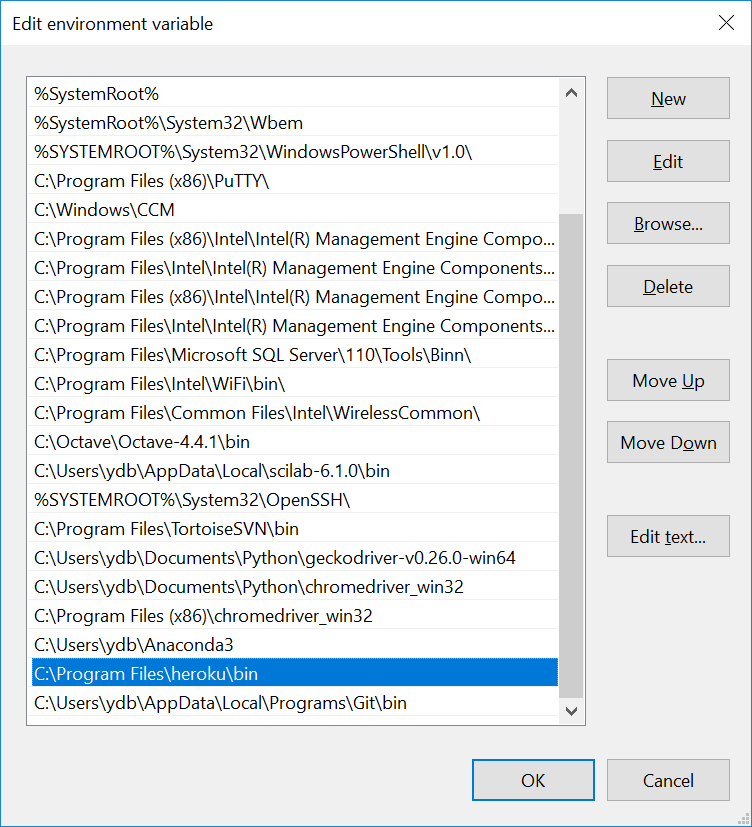 Edit environment variable
%SystemRoot%
%SystemRoot%\System32\Wbem
%SYSTEMROOT%\System32\WindowsPowerShell\v1.0\
C:\Program Files (x86)\PuTTY\
C:\Windows\CCM
C:\Program Files (x86)\Intel\Intel(R) Management Engine Compo...
C:\Program Files\Intel\Intel(R) Management Engine Components...
C:\Program Files (x86)\Intel\Intel(R) Management Engine Compo...
C:\Program Files\Intel\Intel(R) Management Engine Components...
C:\Program Files\Microsoft SQL Server\110\Tools\Binn\
C:\Program Files\Intel\WiFi\bin\
C:\Program Files\Common Files\Intel\WirelessCommon\
C:\Octave\Octave-4.4.1\bin
C:\Users\ydb\AppData\Local\scilab-6.1.0\bin
%SYSTEMROOT%\System32\OpenSSH\
C:\Program Files\TortoiseSVN\bin
C:\Users\ydb\Documents\Python\geckodriver-v0.26.0-win64
C:\Users\ydb\Documents\Python\chromedriver_win32
C:\Program Files (x86)\chromedriver_win32
C:\Users\ydb\Anaconda3
C:\Program Files\heroku\bin
C:\Users\ydb\AppData\Local\Programs\Git\bin
New
Edit
Browse...
Delete
Move Up
Move Down
Edit text...
OK
Cancel